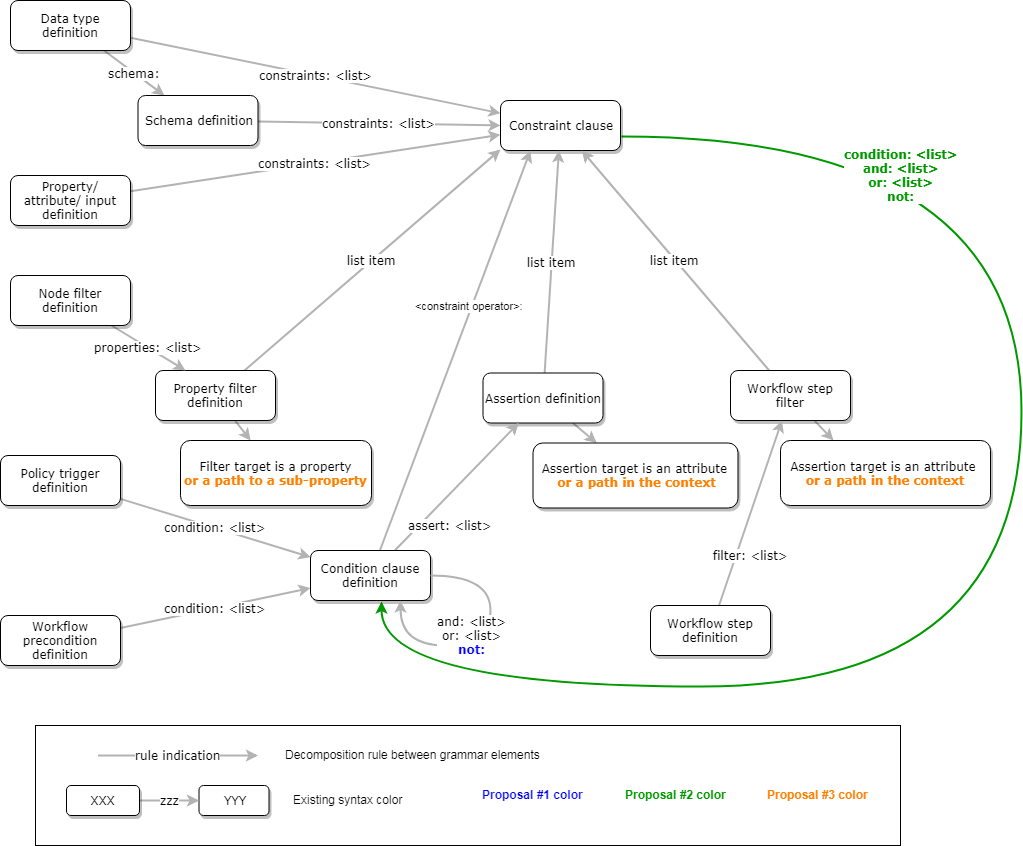 Data type
definition
schema:
constraints: <list>
Schema definition
constraints: <list>
Constraint clause
constraints: <list>
Property/
attribute/ input
definition
condition: <list>
and: <list>
or: <list>
not:
list item
list item
list item
Node filter
definition
<constraint operator>:
properties: <list>
Property filter
definition
Assertion definition
Workflow step
filter
Filter target is a property
or a path to a sub-property
Assertion target is an attribute
or a path in the context
Assertion target is an attribute
or a path in the context
Policy trigger
definition
condition: <list>
assert: <list>
filter: <list>
Condition clause
definition
condition: <list>
Workflow
precondition
definition
and: <list>
or: <list>
not:
Workflow step
definition
rule indication
Decomposition rule between grammar elements
XXX
zzz
YYY
Existing syntax color
Proposal #1 color
Proposal #2 color
Proposal #3 color